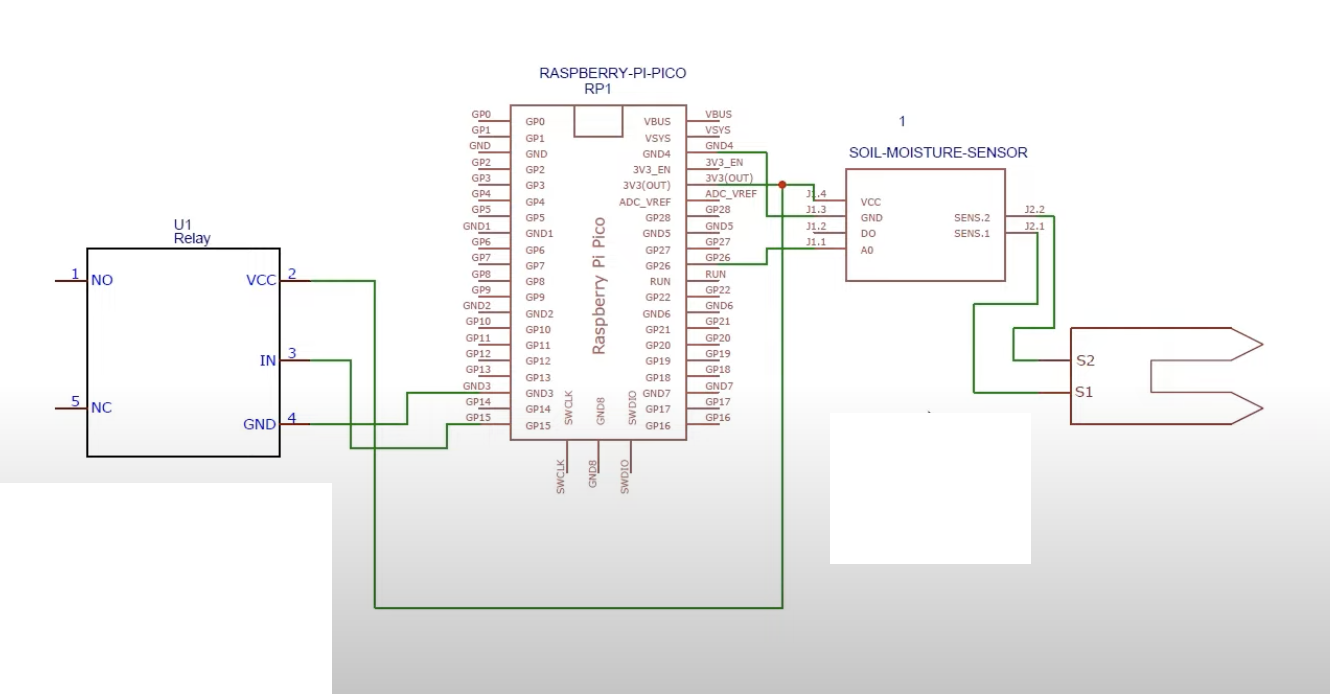 RASPBERRY-PI-PICO
RP1
GP0
GP1
GND
GP2
GP3
GP4
GP5
GND1
GP6
GP7
GP8
GP9
GND2
GP10
GP11
GP12
GP13
GND3
GP14
GP15
GP0
GP1
GND
GP2
GP3
GP4
GP5
GND1
GP6
GP7
GP8
GP9
GND2
GP10
GP11
GP12
GP13
GND3
GP14
GP15
Raspberry Pi Pico
SWCLK
GND8
SWDIO
SWCLK
GND8
SWDIO
VBUS
VSYS
GND4
3V3_EN
3V3(OUT)
ADC_VREF
GP28
GND5
GP27
GP26
RUN
GP22
GND6
GP21
GP20
GP19
GP18
GND7
GP17
GP16
VBUS
VSYS
GND4
3V3_EN
3V3(OUT)
ADC_VREF
GP28
GND5
GP27
GP26
RUN
GP22
GND6
GP21
GP20
GP19
GP18
GND7
GP17
GP16
U1
Relay
1 NO
5 NC
VCC 2
IN 3
GND 4
1
SOIL-MOISTURE-SENSOR
J1.4 VCC
J1.3 GND
J1.2 DO
J1.1 A0
SENS.2 J2.2
SENS.1 J2.1
S2
S1